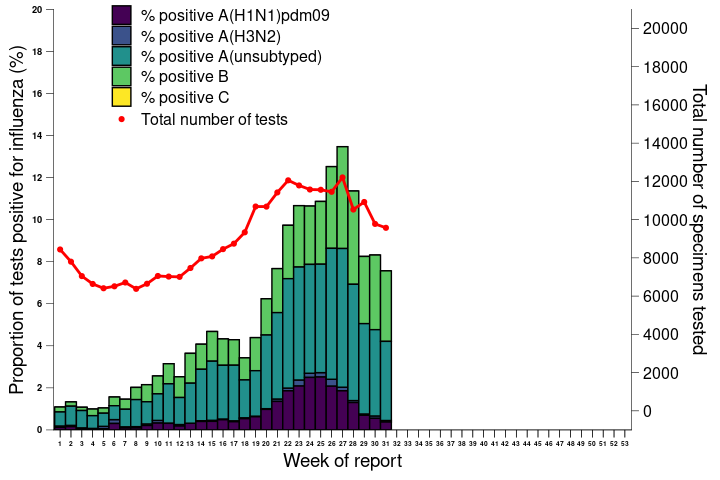 % positive A(H1N1)pdm09
% positive A(H3N2)
% positive A(unsubtyped)
% positive B
% positive C
Total number of tests
Proportion of tests positive for influenza (%)
20
18
16
14
12
10
8
6
4
2
0
20000
18000
16000
14000
12000
10000
8000
6000
4000
2000
0
Total number of specimens tested
1 2 3 4 5 6 7 8 9 10 11 12 13 14 15 16 17 18 19 20 21 22 23 24 25 26 27 28 29 30 31 32 33 34 35 36 37 38 39 40 41 42 43 44 45 46 47 48 49 50 51 52 53
Week of report